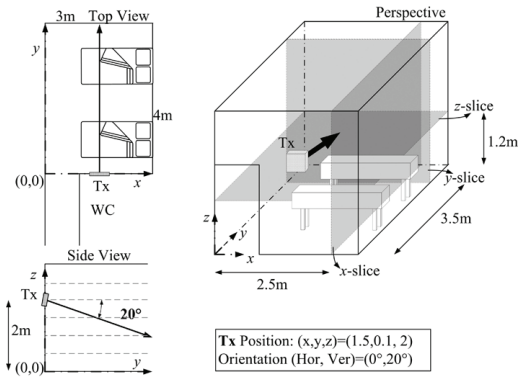 3m Top View
y
4m
(0,0)
Tx
x
WC
Side View
z
Tx
20°
2m
(0,0)
y
Perspective
Tx
z-slice
1.2m
y-slice
3.5m
z
y
x
x-slice
2.5m
Tx Position: (x,y,z)=(1.5,0.1, 2)
Orientation (Hor, Ver)=(0°,20°)